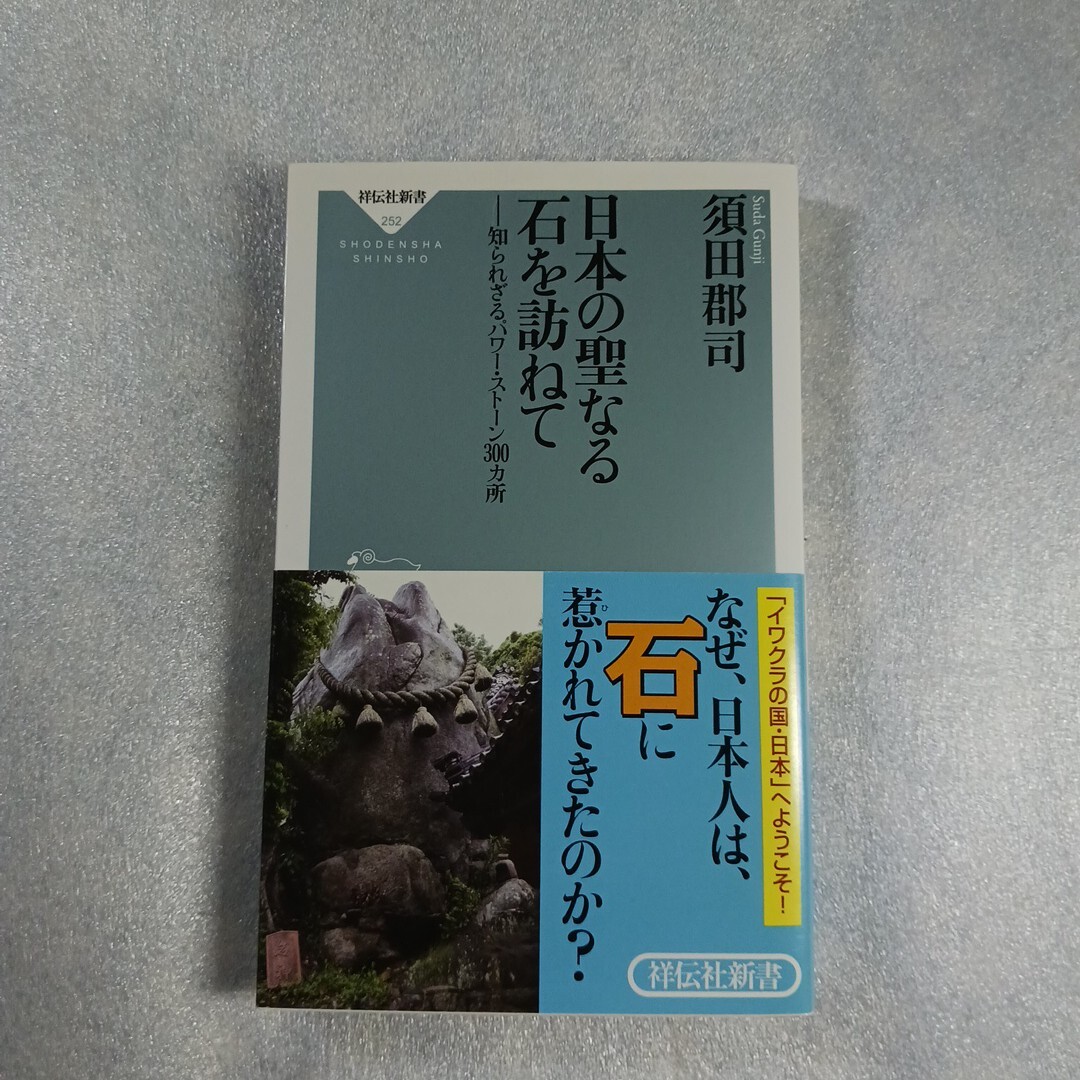 須田郡司
Suda Gunji
日本の聖なる
石を訪ねて
―知られざるパワー・ストーン300カ所
祥伝社新書
252
SHODENSHA
SHINSHO
「イワクラの国・日本」へようこそ!
なぜ、日本人は、
石に
惹かれてきたのか?
ひ
祥伝社新書